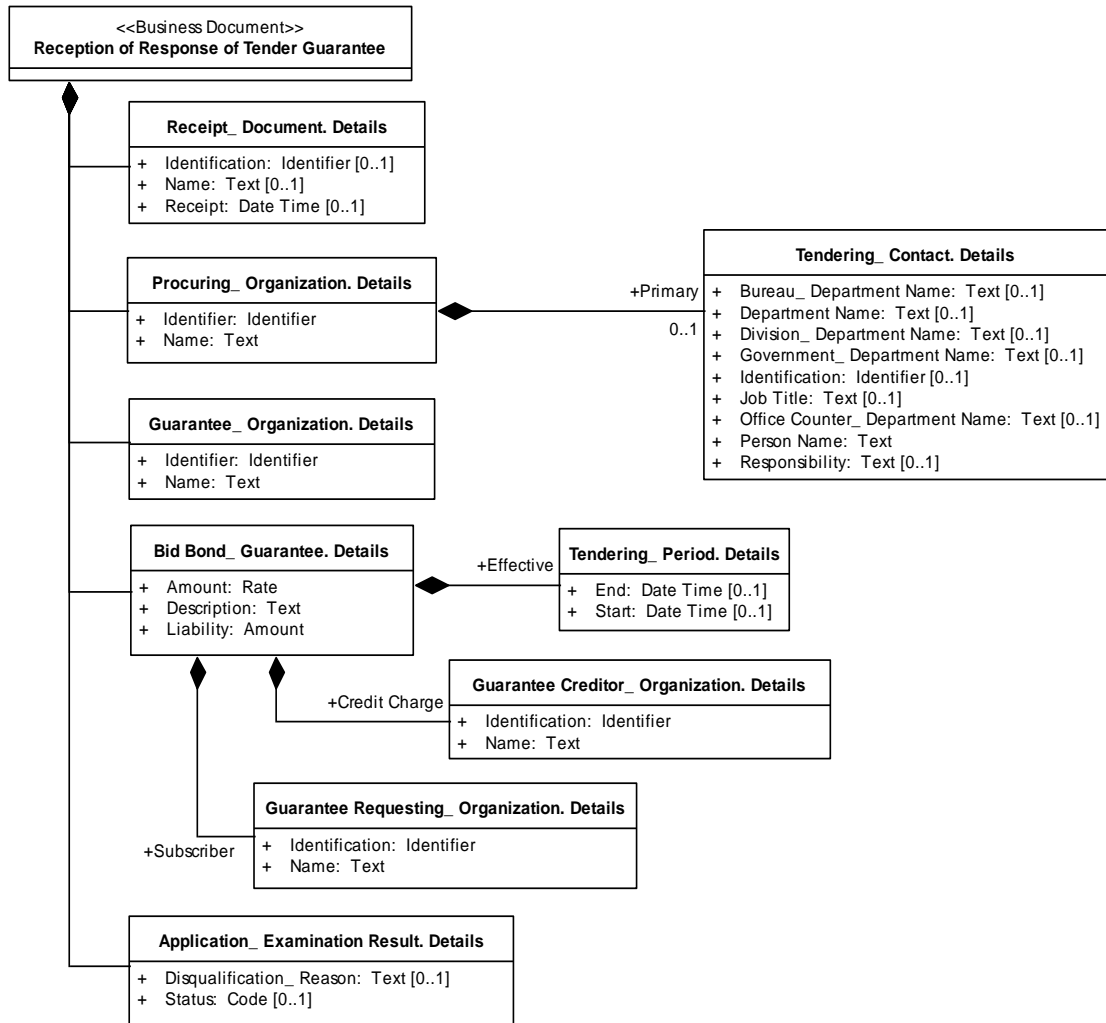 <<Business Document>>
Reception of Response of Tender Guarantee
Receipt_ Document. Details
+ Identification: Identifier [0..1]
+ Name: Text [0..1]
+ Receipt: Date Time [0..1]
Procuring_ Organization. Details
+ Identifier: Identifier
+ Name: Text
+Primary
0..1
Tendering_ Contact. Details
+ Bureau_ Department Name: Text [0..1]
+ Department Name: Text [0..1]
+ Division_ Department Name: Text [0..1]
+ Government_ Department Name: Text [0..1]
+ Identification: Identifier [0..1]
+ Job Title: Text [0..1]
+ Office Counter_ Department Name: Text [0..1]
+ Person Name: Text
+ Responsibility: Text [0..1]
Guarantee_ Organization. Details
+ Identifier: Identifier
+ Name: Text
Bid Bond_ Guarantee. Details
+ Amount: Rate
+ Description: Text
+ Liability: Amount
+Effective
Tendering_ Period. Details
+ End: Date Time [0..1]
+ Start: Date Time [0..1]
+Credit Charge
Guarantee Creditor_ Organization. Details
+ Identification: Identifier
+ Name: Text
+Subscriber
Guarantee Requesting_ Organization. Details
+ Identification: Identifier
+ Name: Text
Application_ Examination Result. Details
+ Disqualification_ Reason: Text [0..1]
+ Status: Code [0..1]